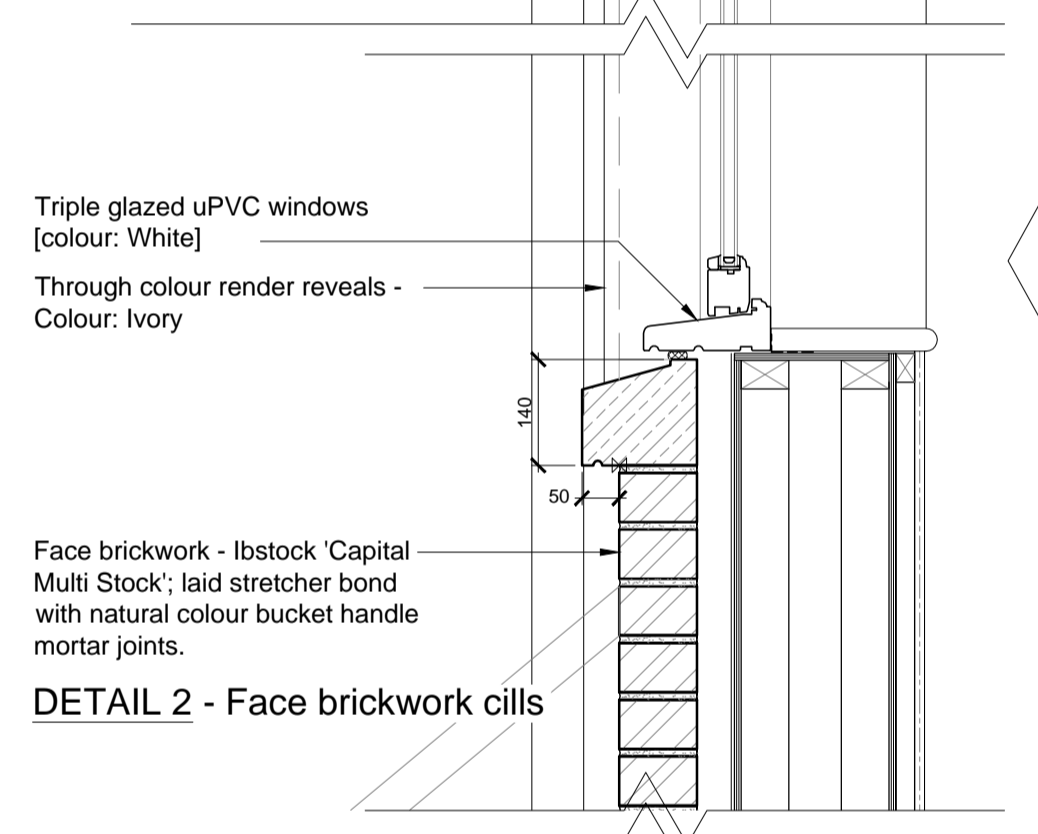 Triple glazed uPVC windows
[colour: White]
Through colour render reveals -
Colour: Ivory
140
50
Face brickwork - Ibstock 'Capital
Multi Stock'; laid stretcher bond
with natural colour bucket handle
mortar joints.
DETAIL 2 - Face brickwork cills